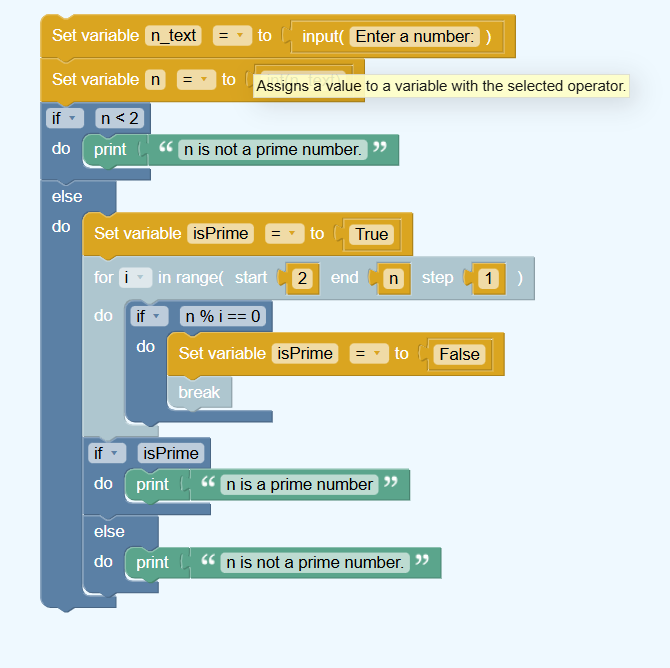 Set variable n_text = to input( Enter a number: )
Set variable n = to
Assigns a value to a variable with the selected operator.
if n < 2
do print “ n is not a prime number. ”
else
do Set variable isPrime = to True
for i in range( start 2 end n step 1 )
do if n % i == 0
do Set variable isPrime = to False
break
if isPrime
do print “ n is a prime number ”
else
do print “ n is not a prime number. ”